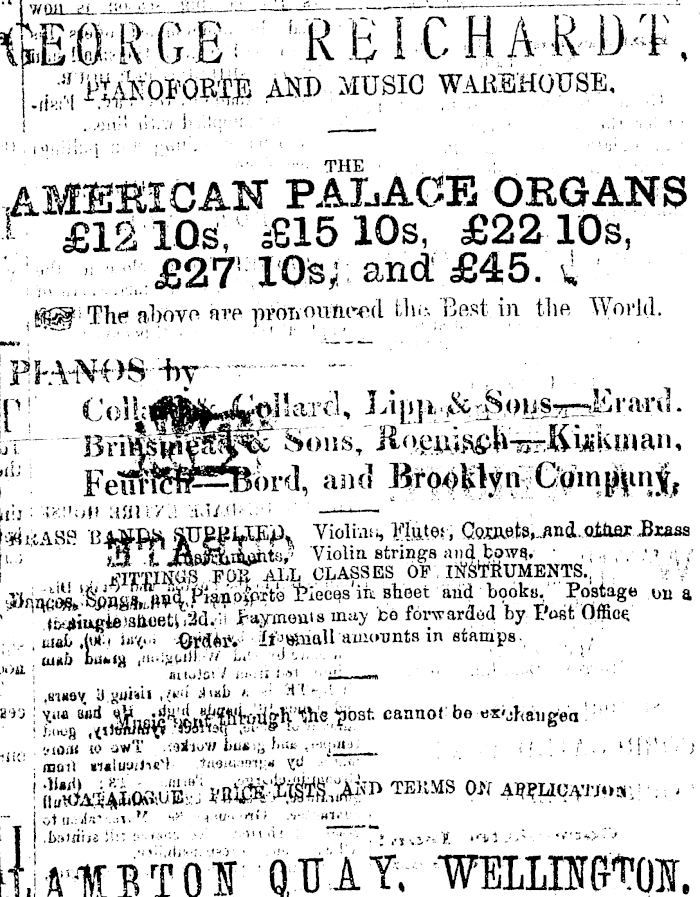 GEORGE REICHARDT,
PIANOFORTE AND MUSIC WAREHOUSE.
THE
AMERICAN PALACE ORGANS
£12 10s, £15 10s, £22 10s,
£27 10s, and £45.
The above are pronounced the Best in the World.
PIANOS by
Collard & Collard, Lipp & Sons—Erard.
Brinsmead & Sons, Roenisch—Kirkman,
Feurich—Bord, and Brooklyn Company.
BRASS BANDS SUPPLIED, Violins, Flutes, Cornets, and other Brass
Instruments, Violin strings and bows.
FITTINGS FOR ALL CLASSES OF INSTRUMENTS.
Dances, Songs, and Pianoforte Pieces in sheet and books. Postage on a
single sheet, 2d. Payments may be forwarded by Post Office
Order. If small amounts in stamps.
Music sent through the post cannot be exchanged
CATALOGUE, PRICE LISTS, AND TERMS ON APPLICATION
LAMBTON QUAY, WELLINGTON.